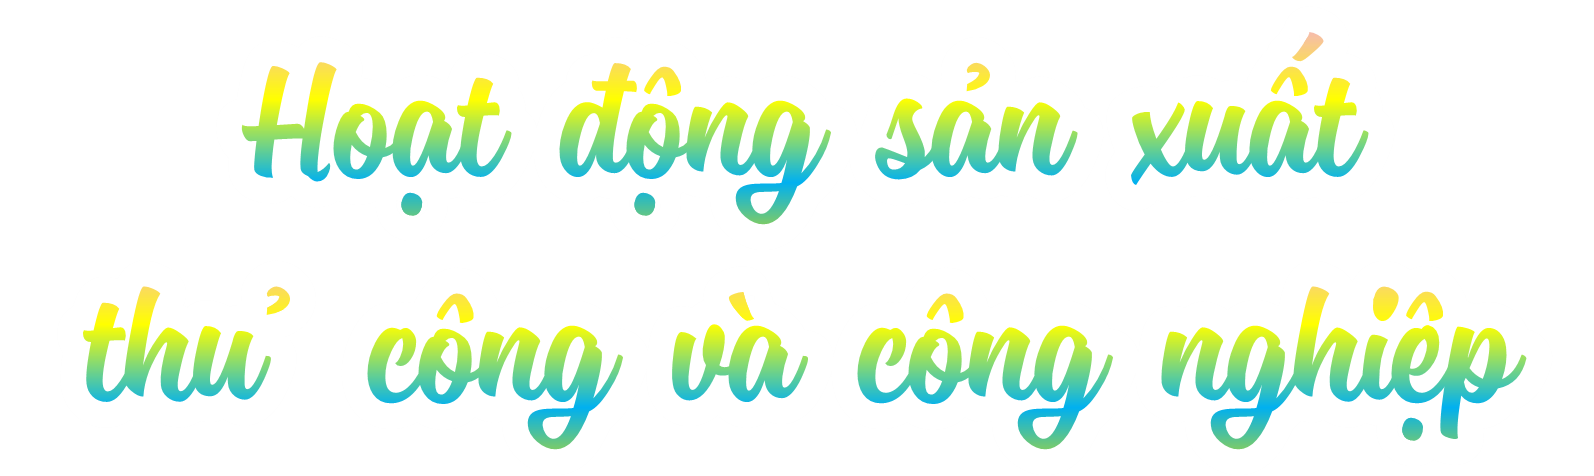 Hoạt động sản xuất
thủ công và công nghiệp